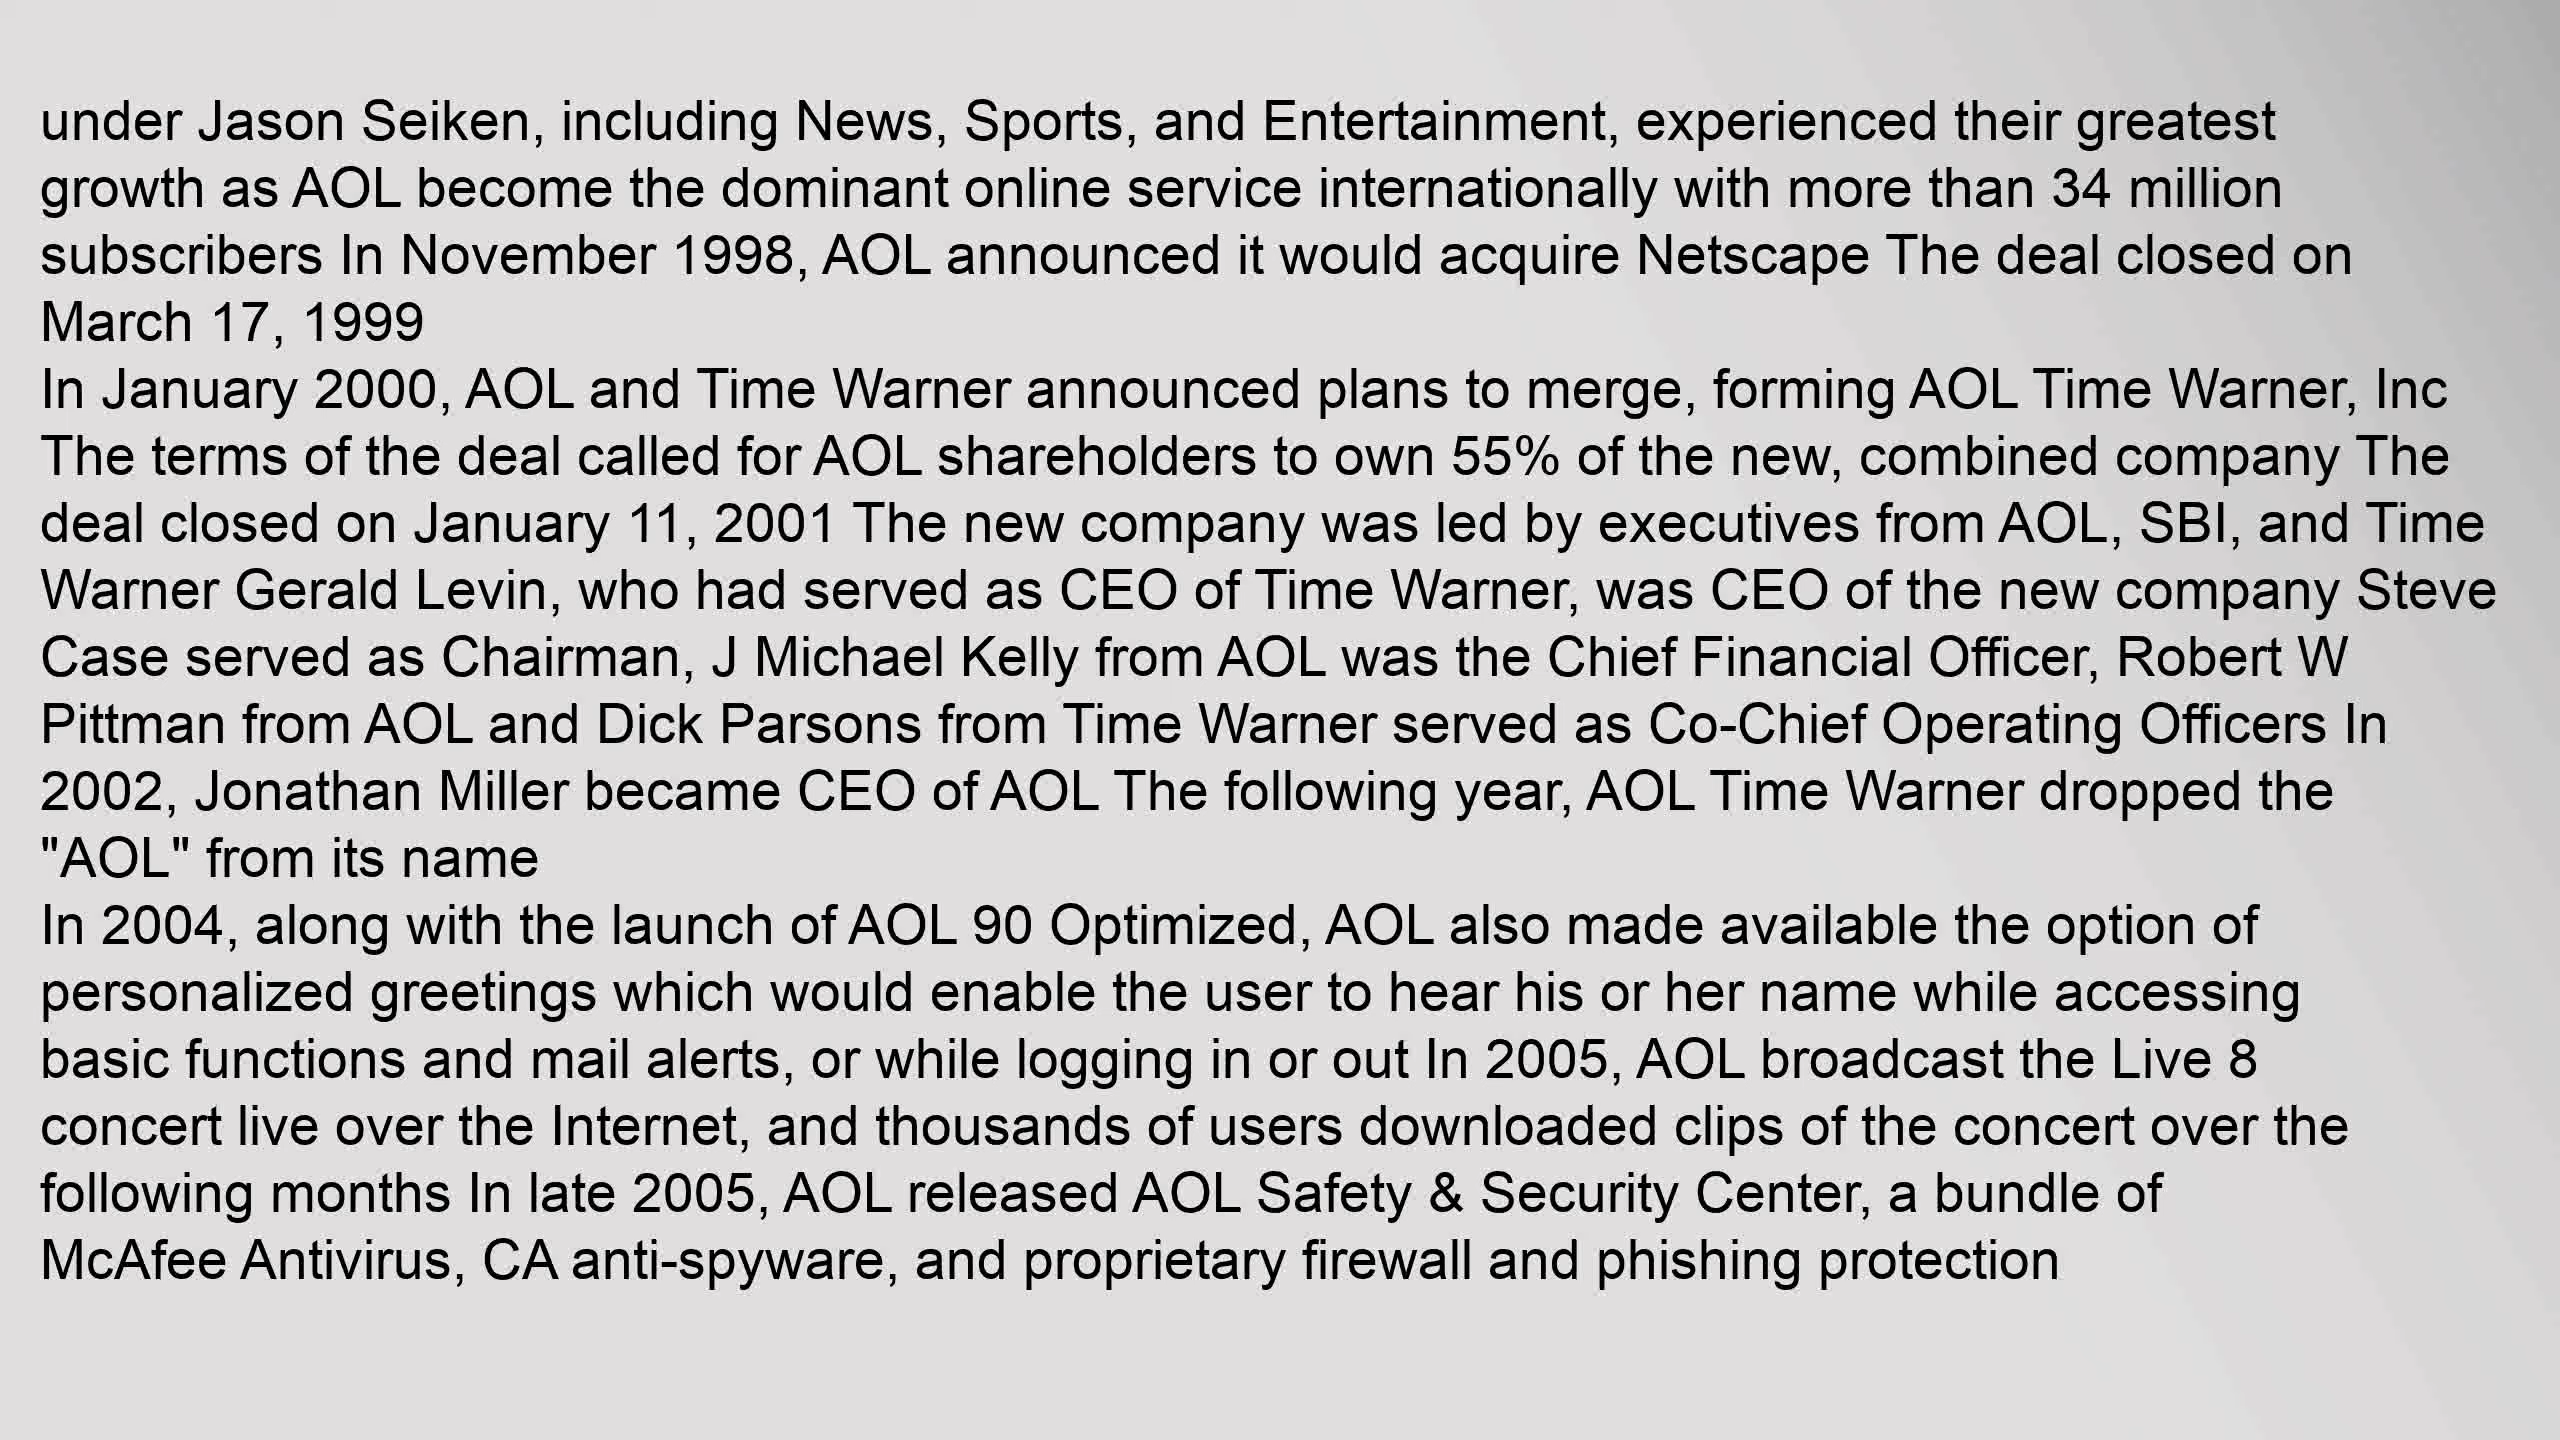 under Jason Seiken, including News, Sports, and Entertainment, experienced their greatest
growth as AOL become the dominant online service internationally with more than 34 million
subscribers In November 1998, AOL announced it would acquire Netscape The deal closed on
March 17, 1999
In January 2000, AOL and Time Warner announced plans to merge, forming AOL Time Warner, Inc
The terms of the deal called for AOL shareholders to own 55% of the new, combined company The
deal closed on January 11, 2001 The new company was led by executives from AOL, SBI, and Time
Warner Gerald Levin, who had served as CEO of Time Warner, was CEO of the new company Steve
Case served as Chairman, J Michael Kelly from AOL was the Chief Financial Officer, Robert W
Pittman from AOL and Dick Parsons from Time Warner served as Co-Chief Operating Officers In
2002, Jonathan Miller became CEO of AOL The following year, AOL Time Warner dropped the
"AOL" from its name
In 2004, along with the launch of AOL 90 Optimized, AOL also made available the option of
personalized greetings which would enable the user to hear his or her name while accessing
basic functions and mail alerts, or while logging in or out In 2005, AOL broadcast the Live 8
concert live over the Internet, and thousands of users downloaded clips of the concert over the
following months In late 2005, AOL released AOL Safety & Security Center, a bundle of
McAfee Antivirus, CA anti-spyware, and proprietary firewall and phishing protection